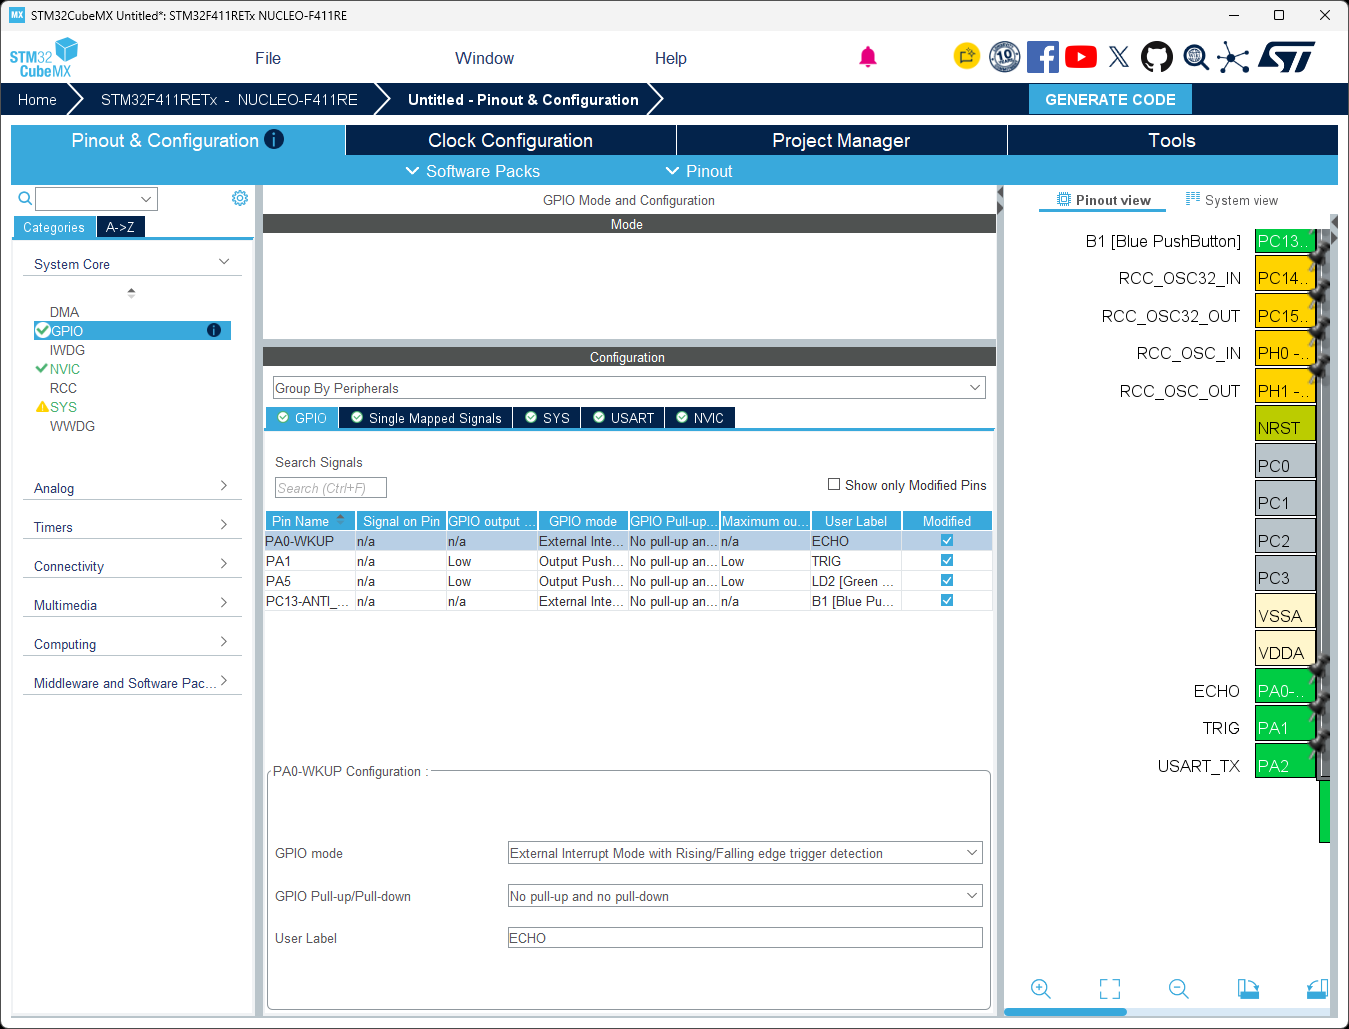 MX STM32CubeMX Untitled*: STM32F411RETx NUCLEO-F411RE
STM32 CubeMX
File Window Help
10
Home STM32F411RETx - NUCLEO-F411RE Untitled - Pinout & Configuration GENERATE CODE
Pinout & Configuration Clock Configuration Project Manager Tools
Software Packs Pinout
Categories A->Z
System Core
DMA
GPIO
IWDG
NVIC
RCC
SYS
WWDG
Analog
Timers
Connectivity
Multimedia
Computing
Middleware and Software Pac...
GPIO Mode and Configuration
Mode
Configuration
Group By Peripherals
GPIO Single Mapped Signals SYS USART NVIC
Search Signals
Search (Ctrl+F) Show only Modified Pins
Pin Name Signal on Pin GPIO output ... GPIO mode GPIO Pull-up... Maximum ou... User Label Modified
PA0-WKUP n/a n/a External Inte... No pull-up an... n/a ECHO
PA1 n/a Low Output Push... No pull-up an... Low TRIG
PA5 n/a Low Output Push... No pull-up an... Low LD2 [Green ...
PC13-ANTI_... n/a n/a External Inte... No pull-up an... n/a B1 [Blue Pu...
PA0-WKUP Configuration :
GPIO mode External Interrupt Mode with Rising/Falling edge trigger detection
GPIO Pull-up/Pull-down No pull-up and no pull-down
User Label ECHO
Pinout view System view
B1 [Blue PushButton] PC13..
RCC_OSC32_IN PC14..
RCC_OSC32_OUT PC15..
RCC_OSC_IN PH0 -..
RCC_OSC_OUT PH1 -..
NRST
PC0
PC1
PC2
PC3
VSSA
VDDA
ECHO PA0-..
TRIG PA1
USART_TX PA2